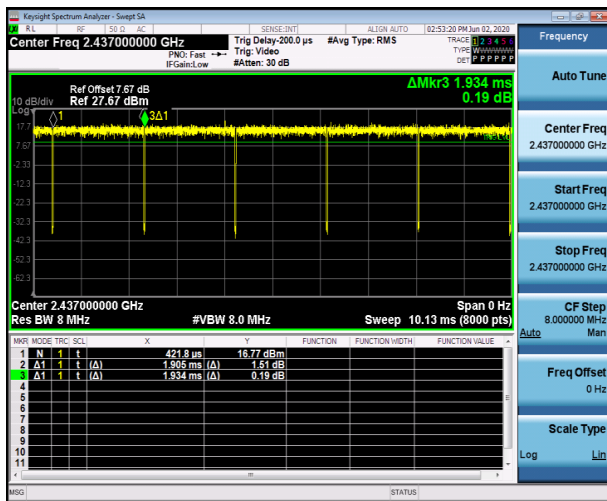 Keysight Spectrum Analyzer - Swept SA
RL RF 50 Ω AC SENSE:INT ALIGN AUTO 02:53:20 PM Jun 02, 2020
Center Freq 2.437000000 GHz
PNO: Fast
IFGain:Low
Trig Delay-200.0 µs
Trig: Video
#Atten: 30 dB
#Avg Type: RMS
TRACE 1 2 3 4 5 6
TYPE WWWWWW
DET P P P P P P
Frequency
Auto Tune
Center Freq
2.437000000 GHz
Start Freq
2.437000000 GHz
Stop Freq
2.437000000 GHz
CF Step
8.000000 MHz
Auto Man
Freq Offset
0 Hz
Scale Type
Log Lin
ΔMkr3 1.934 ms
0.19 dB
Ref Offset 7.67 dB
10 dB/div Ref 27.67 dBm
Log
1 3Δ1
17.7
7.67
-2.33
-12.3
-22.3
-32.3
-42.3
-52.3
-62.3
Center 2.437000000 GHz Span 0 Hz
Res BW 8 MHz #VBW 8.0 MHz Sweep 10.13 ms (8000 pts)
MKR MODE TRC SCL X Y FUNCTION FUNCTION WIDTH FUNCTION VALUE
1 N 1 t 421.8 µs 16.77 dBm
2 Δ1 1 t (Δ) 1.905 ms (Δ) 1.51 dB
3 Δ1 1 t (Δ) 1.934 ms (Δ) 0.19 dB
4
5
6
7
8
9
10
11
MSG STATUS